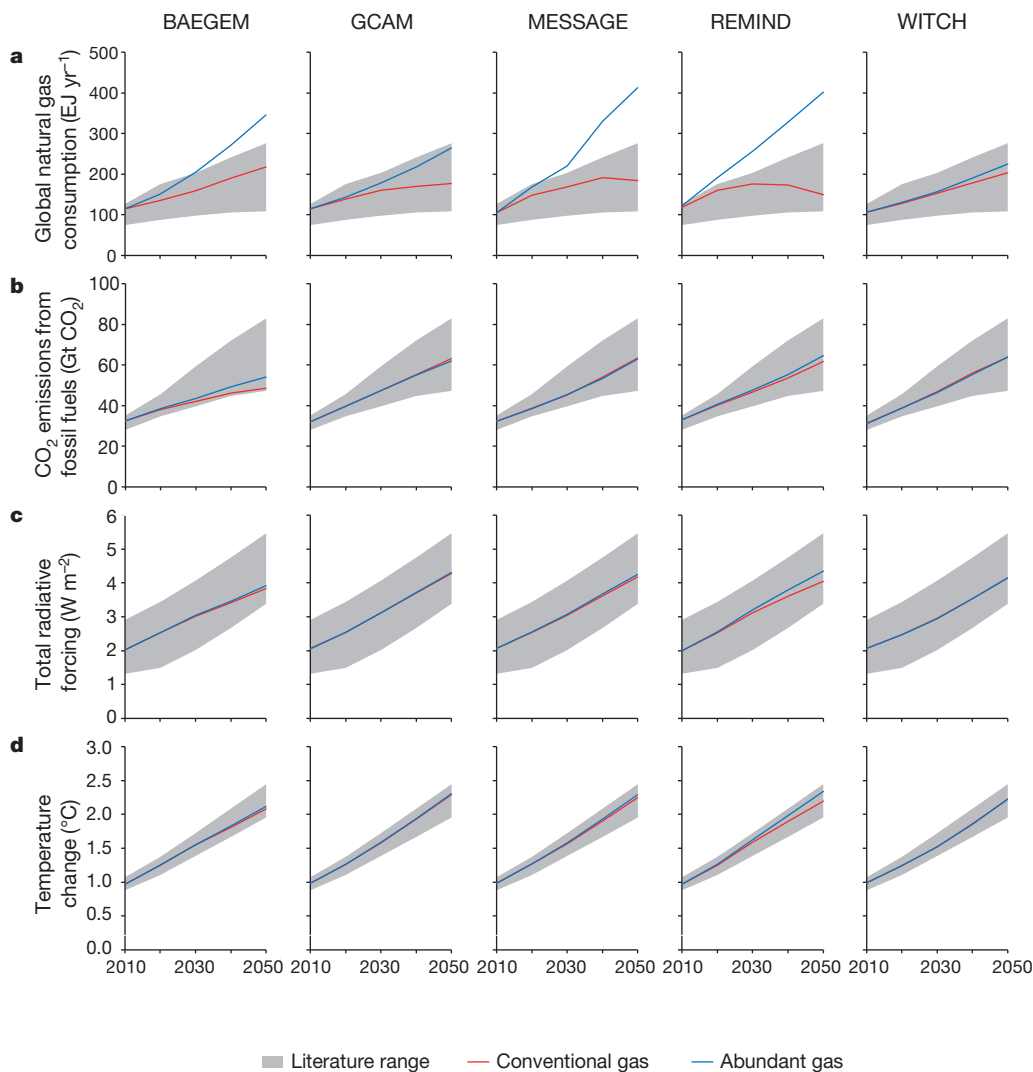 BAEGEM GCAM MESSAGE REMIND WITCH
a
Global natural gas
consumption (EJ yr⁻¹)
500
400
300
200
100
0
b
CO₂ emissions from
fossil fuels (Gt CO₂)
100
80
60
40
20
0
c
Total radiative
forcing (W m⁻²)
6
5
4
3
2
1
0
d
Temperature
change (°C)
3.0
2.5
2.0
1.5
1.0
0.5
0.0
2010 2030 2050 2010 2030 2050 2010 2030 2050 2010 2030 2050 2010 2030 2050
Literature range Conventional gas Abundant gas